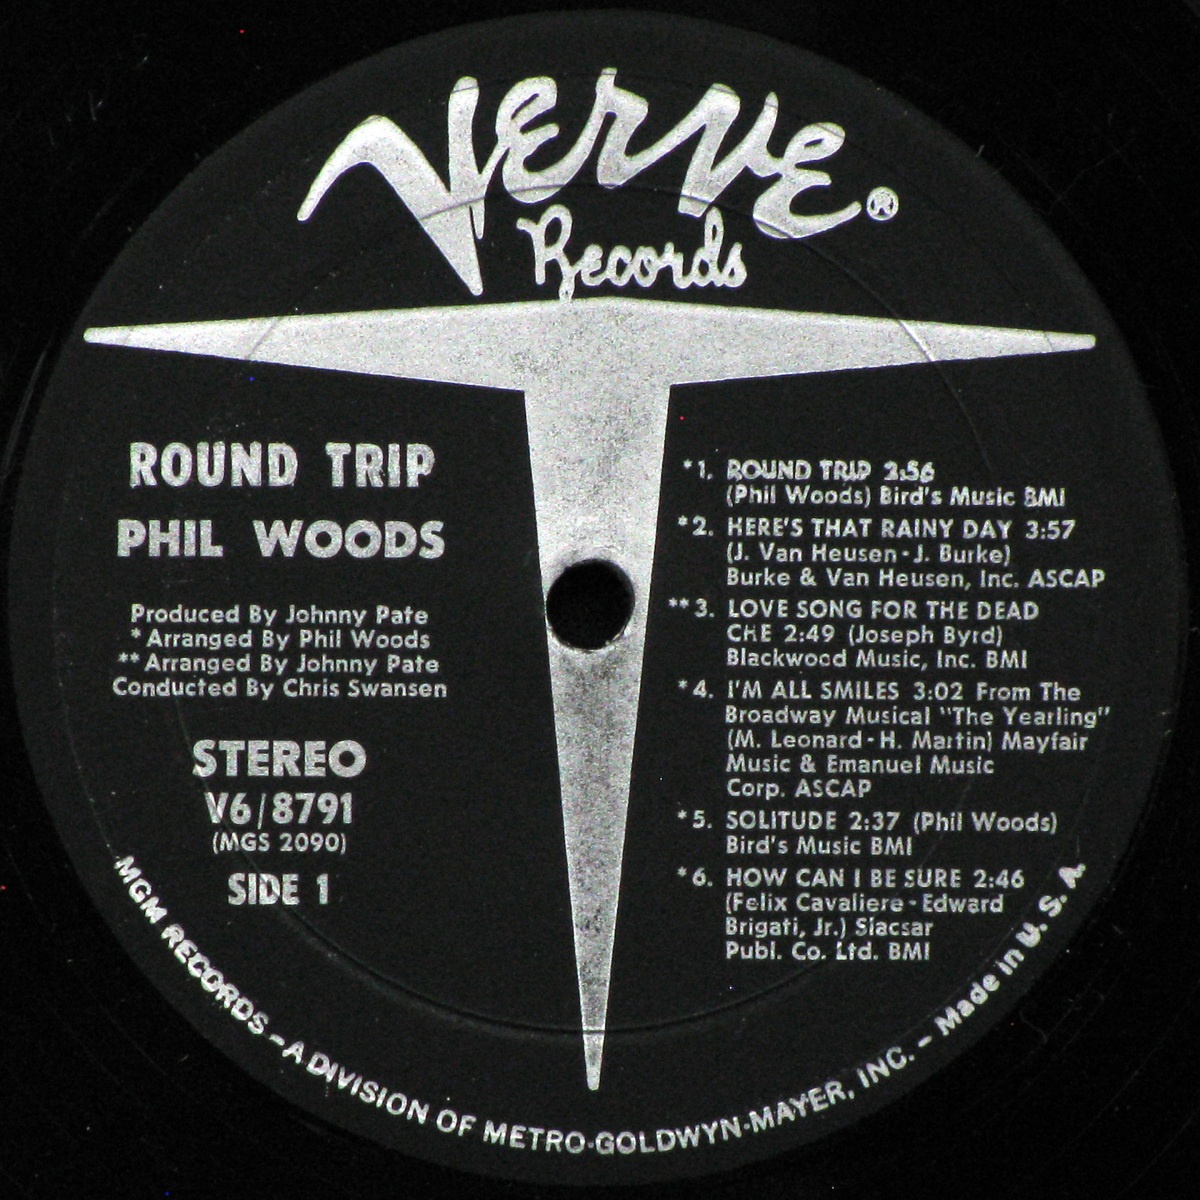 Verve®
Records
ROUND TRIP
PHIL WOODS
Produced By Johnny Pate
*Arranged By Phil Woods
**Arranged By Johnny Pate
Conducted By Chris Swansen
STEREO
V6/8791
(MGS 2090)
SIDE 1
*1. ROUND TRIP 2:56
(Phil Woods) Bird's Music BMI
*2. HERE'S THAT RAINY DAY 3:57
(J. Van Heusen-J. Burke)
Burke & Van Heusen, Inc. ASCAP
**3. LOVE SONG FOR THE DEAD
CHE 2:49 (Joseph Byrd)
Blackwood Music, Inc. BMI
*4. I'M ALL SMILES 3:02 From The
Broadway Musical "The Yearling"
(M. Leonard-H. Martin) Mayfair
Music & Emanuel Music
Corp. ASCAP
*5. SOLITUDE 2:37 (Phil Woods)
Bird's Music BMI
*6. HOW CAN I BE SURE 2:46
(Felix Cavaliere-Edward
Brigati, Jr.) Slacsar
Publ. Co. Ltd. BMI
MGM RECORDS – A DIVISION OF METRO-GOLDWYN-MAYER, INC. – Made in U. S. A.